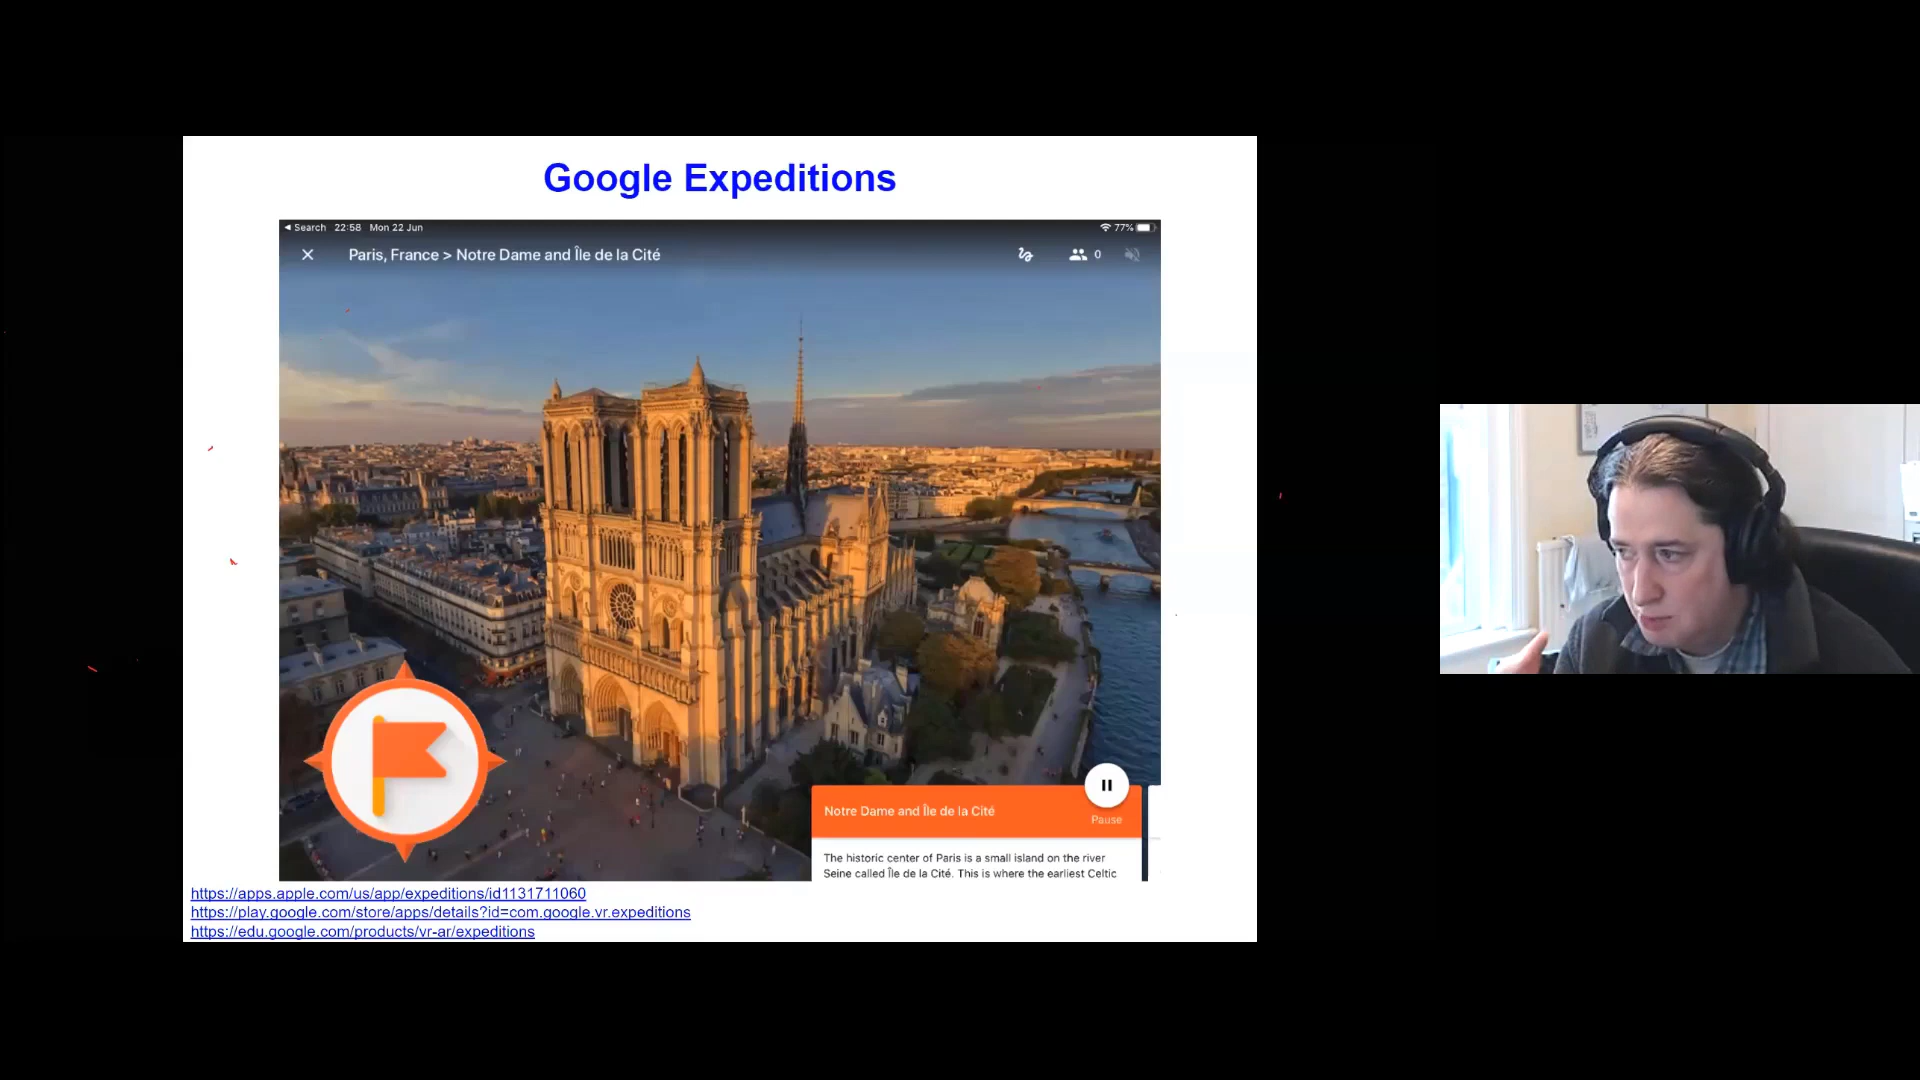 Google Expeditions
Search 22:58 Mon 22 Jun 77%
Paris, France > Notre Dame and Île de la Cité 0
Notre Dame and Île de la Cité
Pause
The historic center of Paris is a small island on the river
Seine called Île de la Cité. This is where the earliest Celtic
https://apps.apple.com/us/app/expeditions/id1131711060
https://play.google.com/store/apps/details?id=com.google.vr.expeditions
https://edu.google.com/products/vr-ar/expeditions